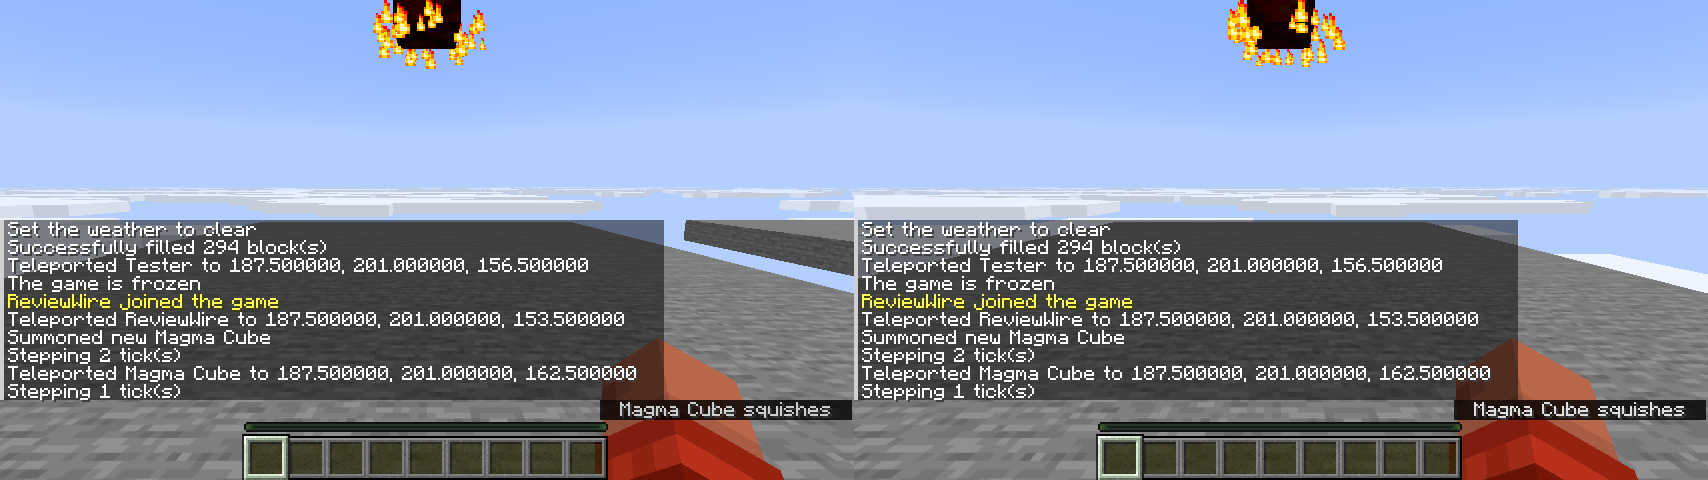 Set the weather to clear
Successfully filled 294 block(s)
Teleported Tester to 187.500000, 201.000000, 156.500000
The game is frozen
ReviewWire joined the game
Teleported ReviewWire to 187.500000, 201.000000, 153.500000
Summoned new Magma Cube
Stepping 2 tick(s)
Teleported Magma Cube to 187.500000, 201.000000, 162.500000
Stepping 1 tick(s)
Magma Cube squishes
Set the weather to clear
Successfully filled 294 block(s)
Teleported Tester to 187.500000, 201.000000, 156.500000
The game is frozen
ReviewWire joined the game
Teleported ReviewWire to 187.500000, 201.000000, 153.500000
Summoned new Magma Cube
Stepping 2 tick(s)
Teleported Magma Cube to 187.500000, 201.000000, 162.500000
Stepping 1 tick(s)
Magma Cube squishes